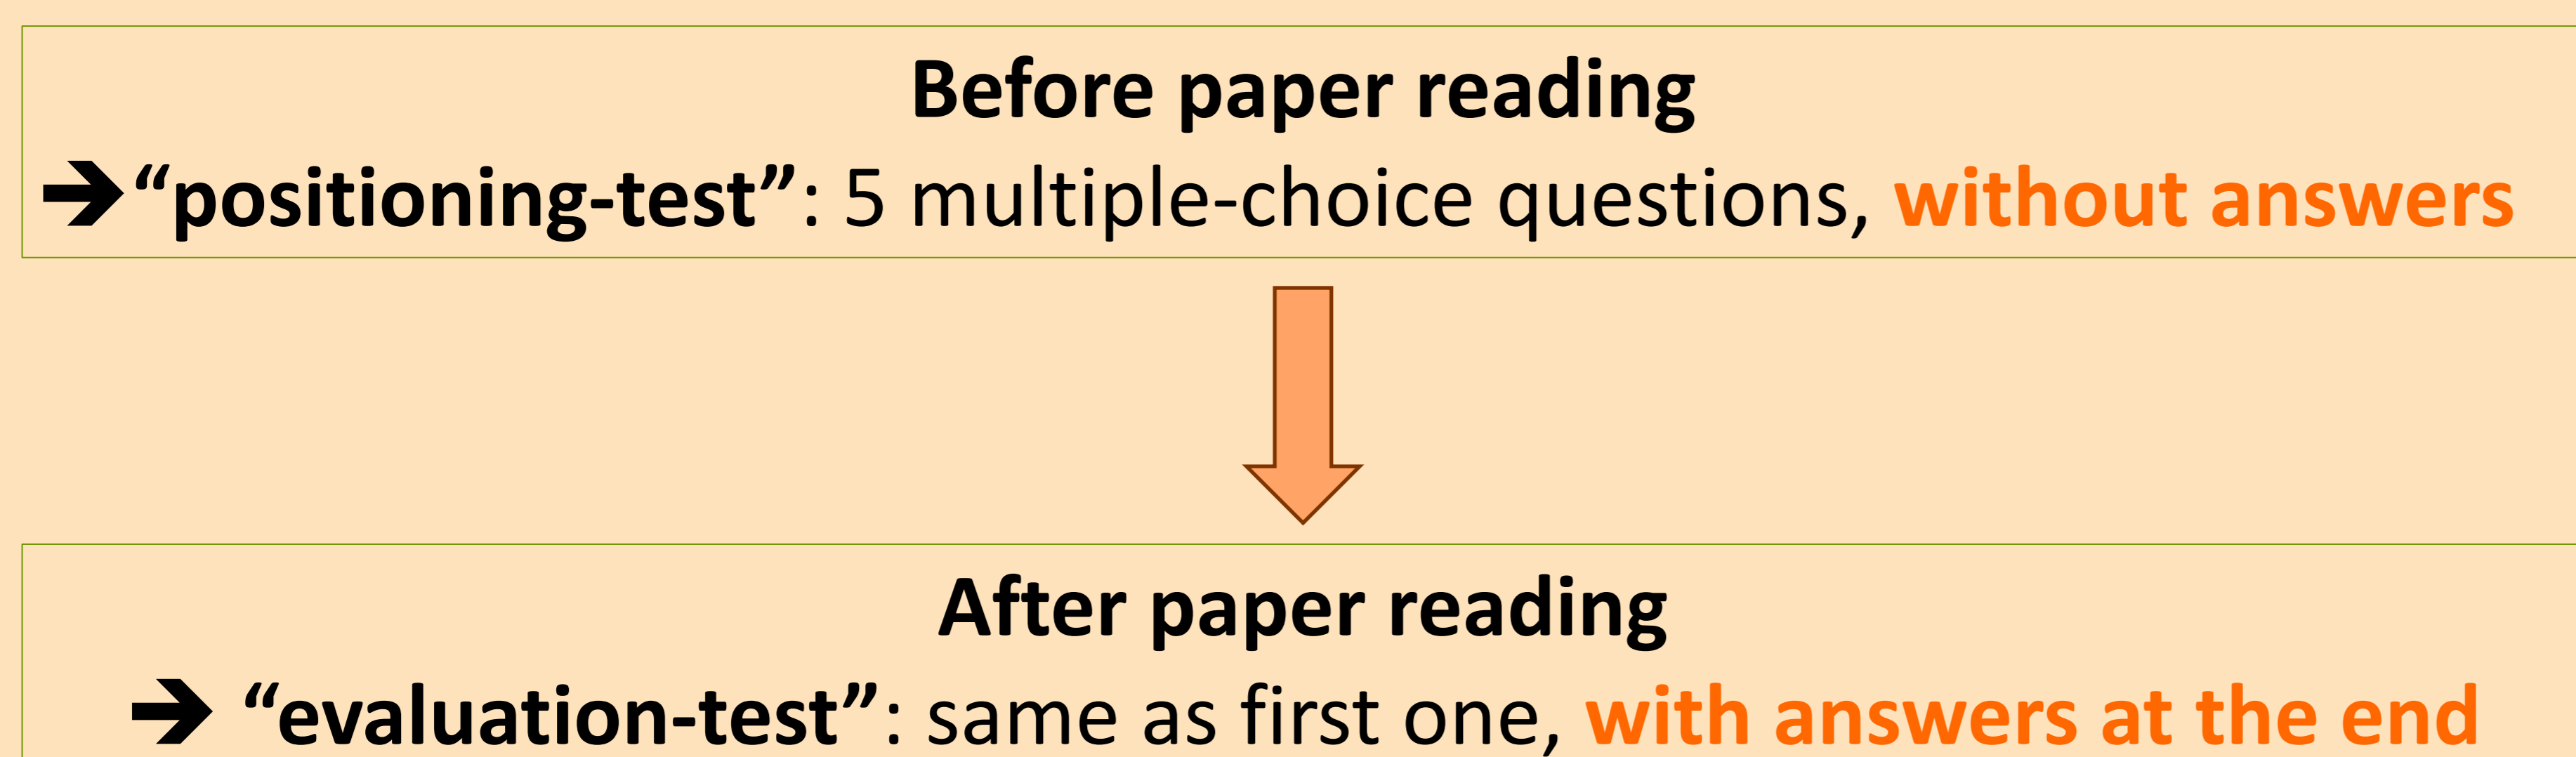 Before paper reading
➔“positioning-test”: 5 multiple-choice questions, without answers
After paper reading
➔ “evaluation-test”: same as first one, with answers at the end